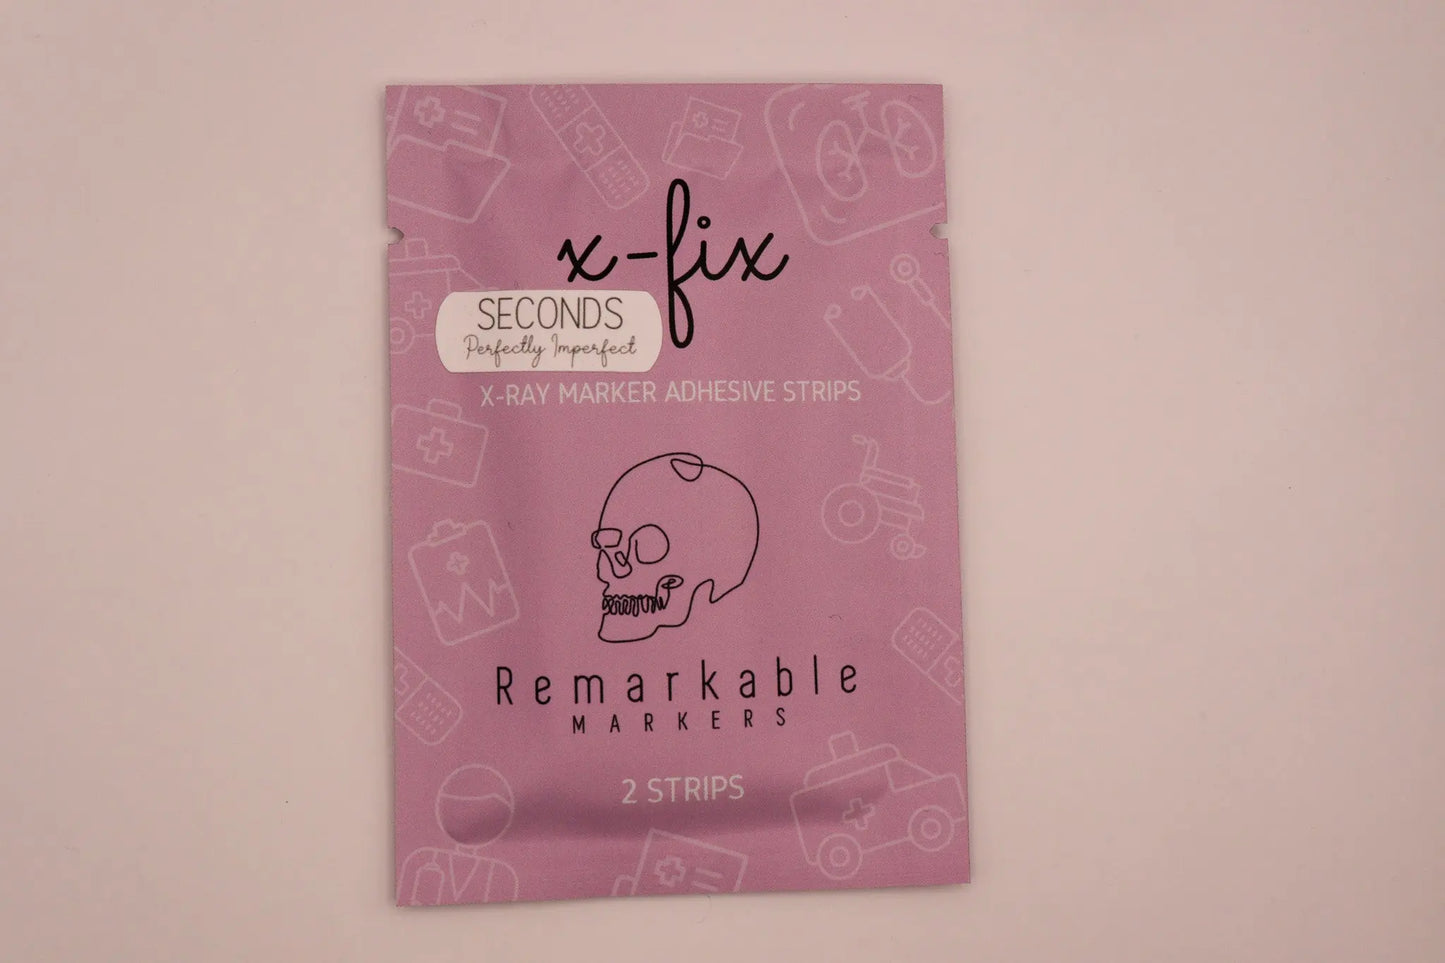 x-fix
SECONDS
Perfectly Imperfect
X-RAY MARKER ADHESIVE STRIPS
Remarkable
MARKERS
2 STRIPS